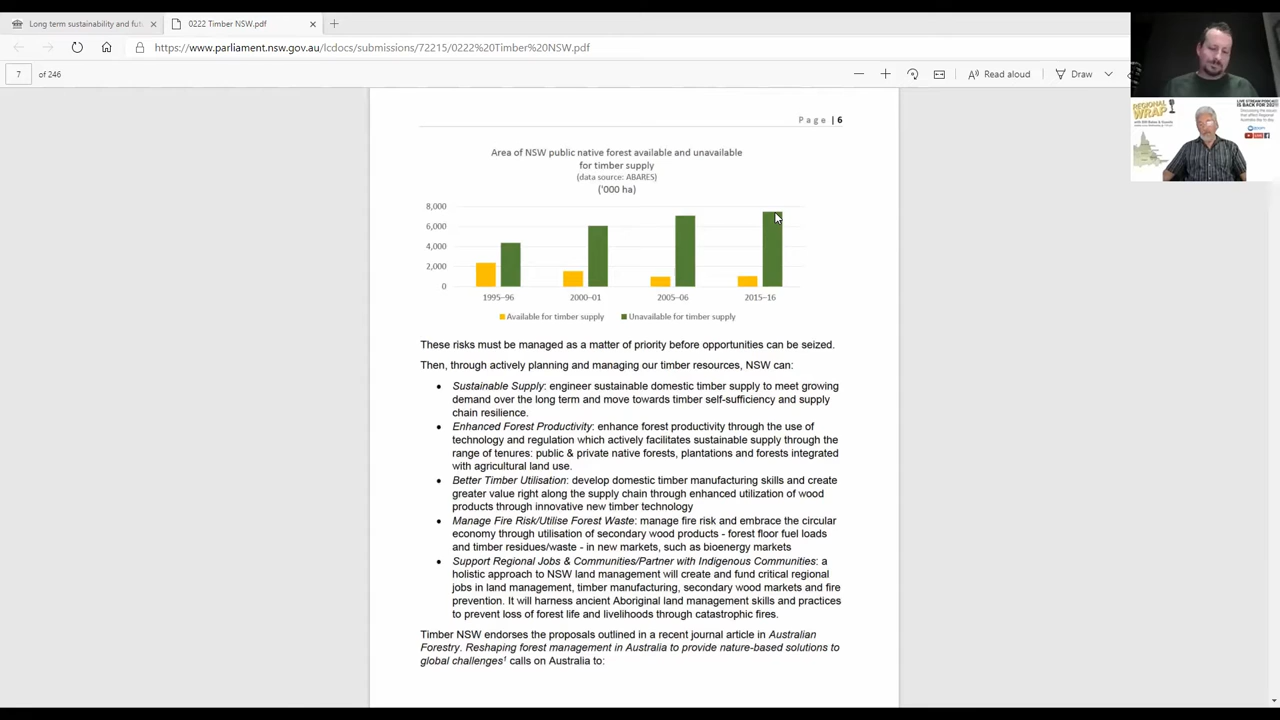 Long term sustainability and futu
0222 Timber NSW.pdf
https://www.parliament.nsw.gov.au/lcdocs/submissions/72215/0222%20Timber%20NSW.pdf
7 of 246
Read aloud
Draw
REGIONAL
WRAP
LIVE STREAM PODCAST
Page | 6
Area of NSW public native forest available and unavailable
for timber supply
(data source: ABARES)
('000 ha)
8,000
6,000
4,000
2,000
0
1995–96 2000–01 2005–06 2015–16
Available for timber supply Unavailable for timber supply
These risks must be managed as a matter of priority before opportunities can be seized.
Then, through actively planning and managing our timber resources, NSW can:
• Sustainable Supply: engineer sustainable domestic timber supply to meet growing
demand over the long term and move towards timber self-sufficiency and supply
chain resilience.
• Enhanced Forest Productivity: enhance forest productivity through the use of
technology and regulation which actively facilitates sustainable supply through the
range of tenures: public & private native forests, plantations and forests integrated
with agricultural land use.
• Better Timber Utilisation: develop domestic timber manufacturing skills and create
greater value right along the supply chain through enhanced utilization of wood
products through innovative new timber technology
• Manage Fire Risk/Utilise Forest Waste: manage fire risk and embrace the circular
economy through utilisation of secondary wood products - forest floor fuel loads
and timber residues/waste - in new markets, such as bioenergy markets
• Support Regional Jobs & Communities/Partner with Indigenous Communities: a
holistic approach to NSW land management will create and fund critical regional
jobs in land management, timber manufacturing, secondary wood markets and fire
prevention. It will harness ancient Aboriginal land management skills and practices
to prevent loss of forest life and livelihoods through catastrophic fires.
Timber NSW endorses the proposals outlined in a recent journal article in Australian
Forestry. Reshaping forest management in Australia to provide nature-based solutions to
global challenges¹ calls on Australia to: